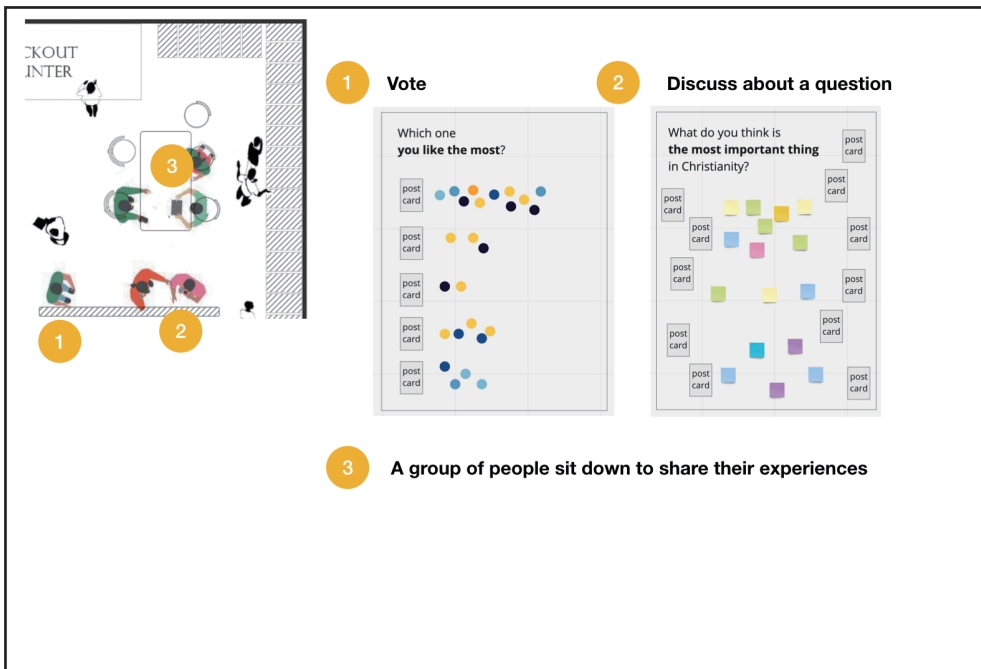 CKOUT
UNTER
3
1
2
1 Vote
Which one
you like the most?
post
card
post
card
post
card
post
card
post
card
2 Discuss about a question
What do you think is
the most important thing
in Christianity?
post
card
post
card
post
card
post
card
post
card
post
card
post
card
post
card
post
card
post
card
post
card
3 A group of people sit down to share their experiences